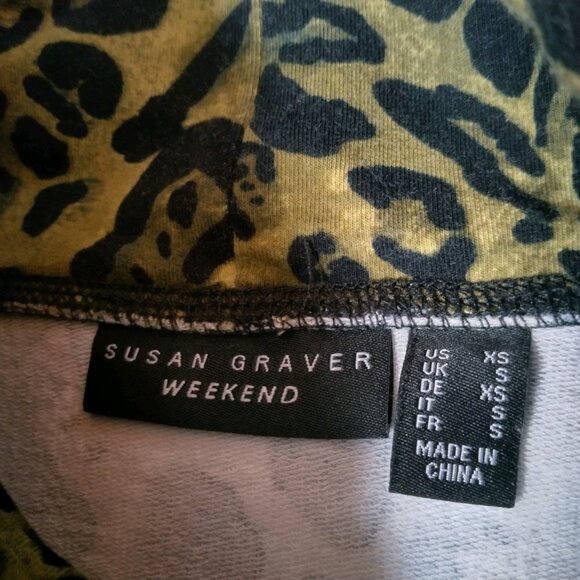 SUSAN GRAVER
WEEKEND
US XS
UK S
DE XS
IT S
FR S
MADE IN
CHINA